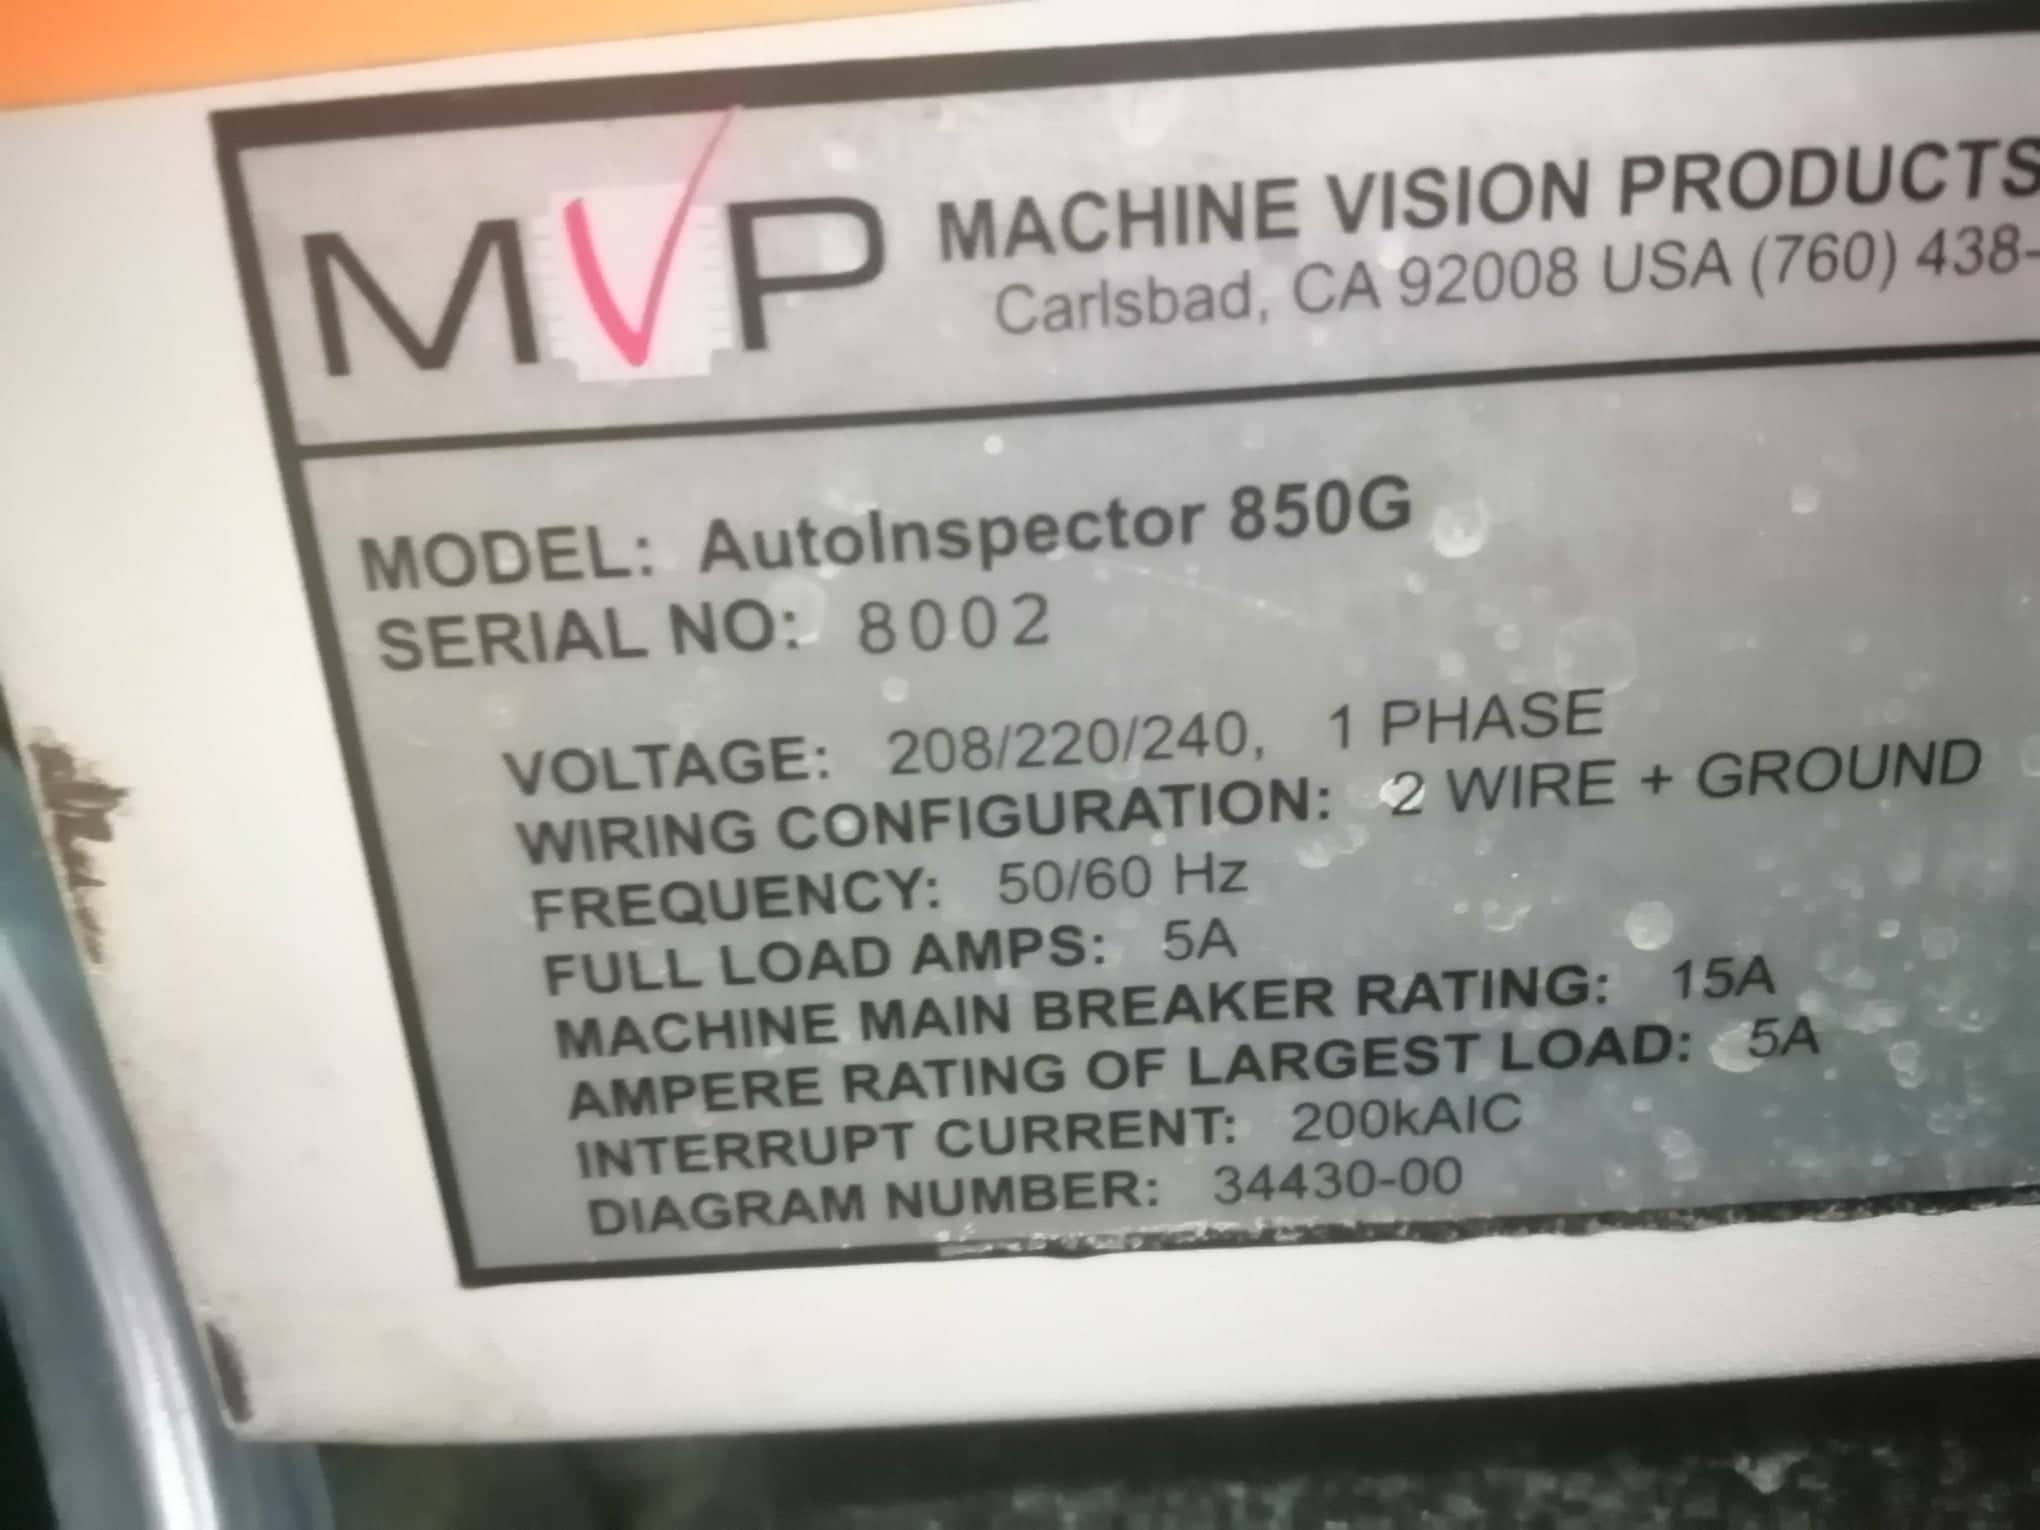 MVP MACHINE VISION PRODUCTS
Carlsbad, CA 92008 USA (760) 438-
MODEL: AutoInspector 850G
SERIAL NO: 8002
VOLTAGE: 208/220/240, 1 PHASE
WIRING CONFIGURATION: 2 WIRE + GROUND
FREQUENCY: 50/60 Hz
FULL LOAD AMPS: 5A
MACHINE MAIN BREAKER RATING: 15A
AMPERE RATING OF LARGEST LOAD: 5A
INTERRUPT CURRENT: 200kAIC
DIAGRAM NUMBER: 34430-00